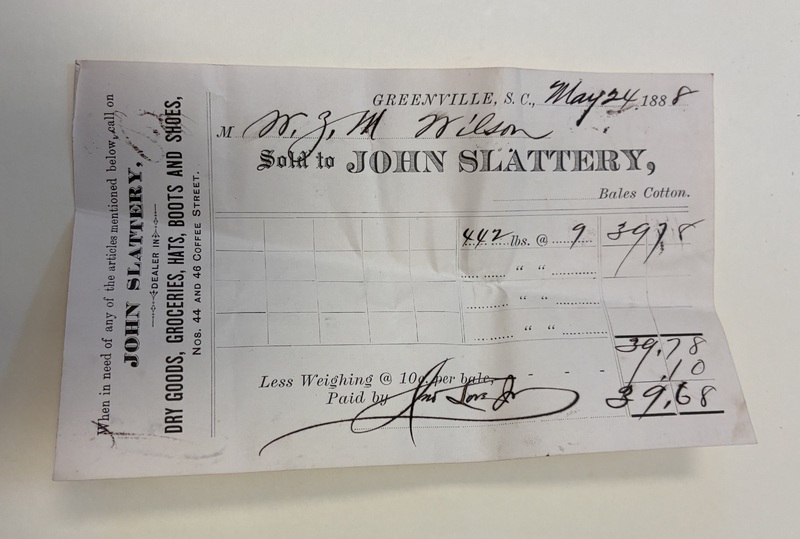 When in need of any of the articles mentioned below, call on
JOHN SLATTERY,
DEALER IN
DRY GOODS, GROCERIES, HATS, BOOTS AND SHOES,
Nos. 44 AND 46 COFFEE STREET.
GREENVILLE, S. C., May 24 1888
M W. Z. M Wilson
Sold to JOHN SLATTERY,
Bales Cotton.
442 lbs. @ 9 39 78
" "
" "
" "
39,78
Less Weighing @ 10c. per bale, - - - ,10
Paid by 39,68